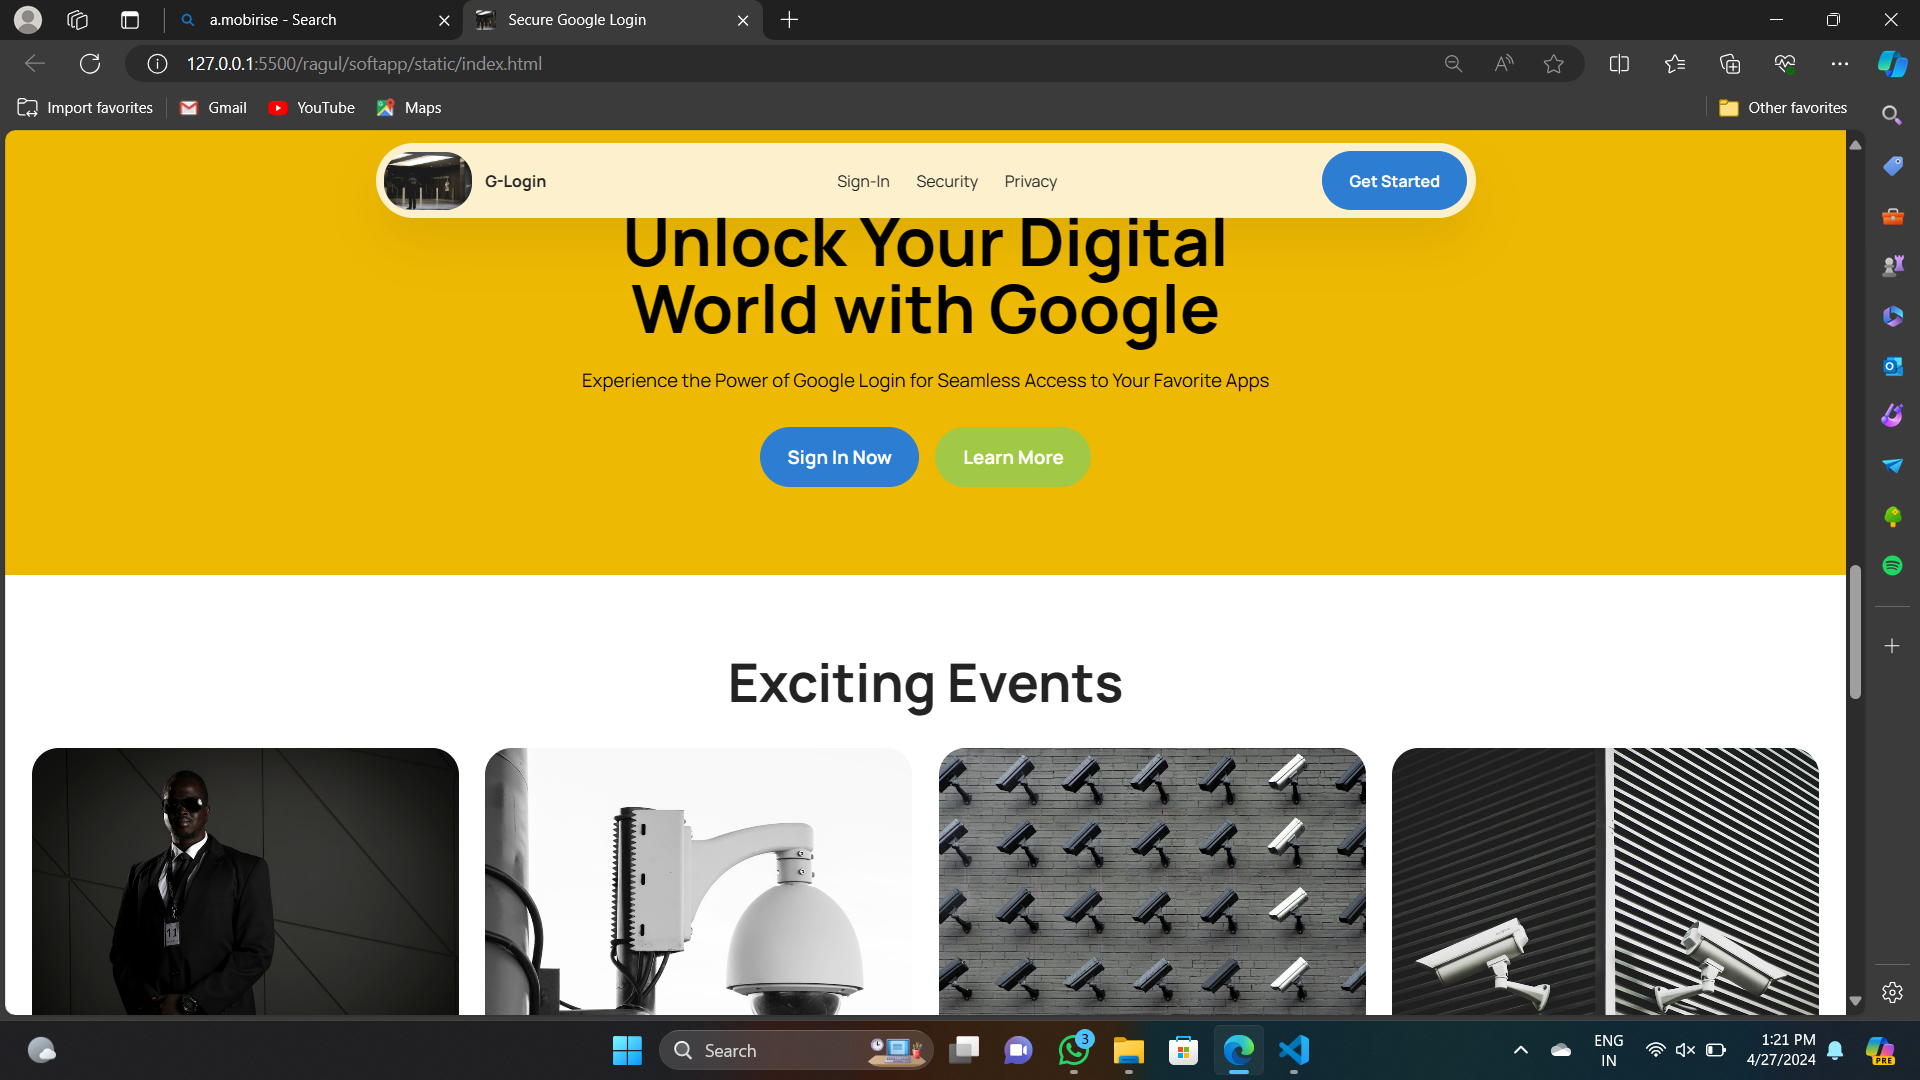 a.mobirise - Search
Secure Google Login
127.0.0.1:5500/ragul/softapp/static/index.html
Import favorites
Gmail
YouTube
Maps
Other favorites
G-Login
Sign-In
Security
Privacy
Get Started
Unlock Your Digital
World with Google
Experience the Power of Google Login for Seamless Access to Your Favorite Apps
Sign In Now
Learn More
Exciting Events
11
Search
3
ENG
IN
1:21 PM
4/27/2024
PRE